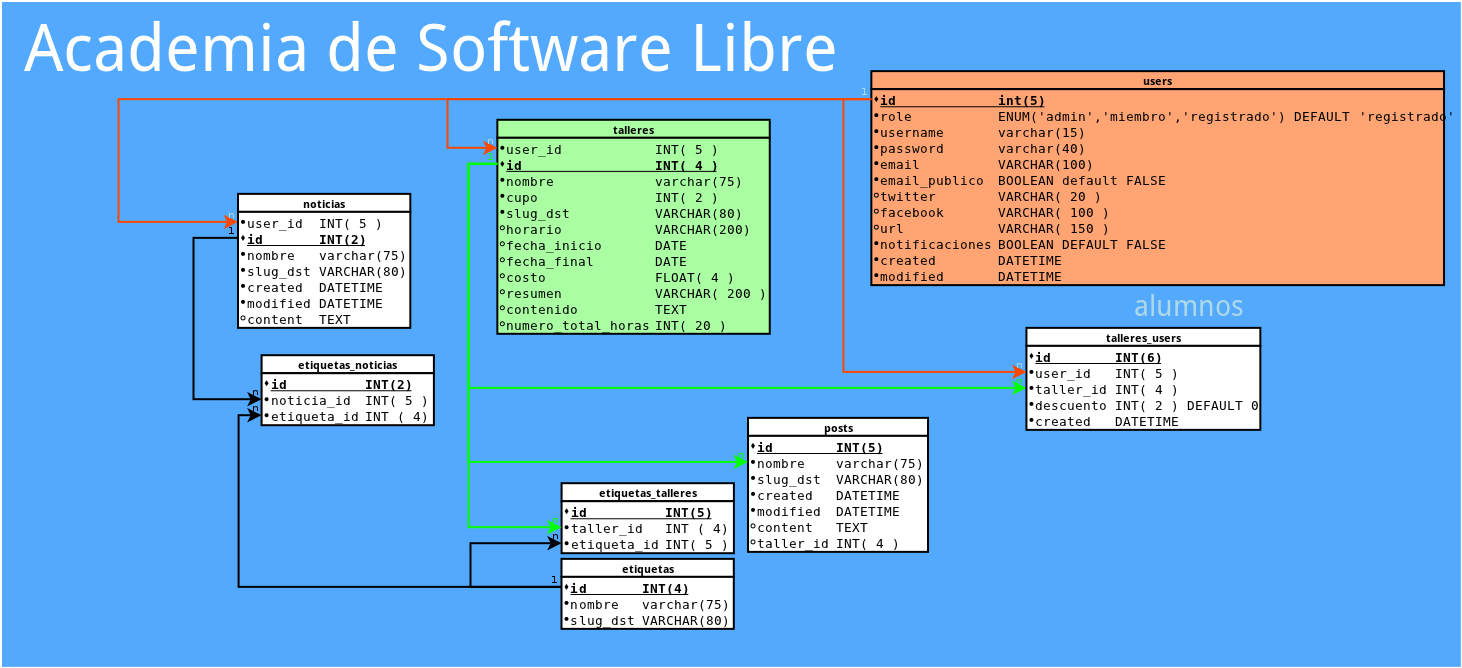 Academia de Software Libre
users
1
id int(5)
role ENUM('admin','miembro','registrado') DEFAULT 'registrado'
username varchar(15)
password varchar(40)
email VARCHAR(100)
email_publico BOOLEAN default FALSE
twitter VARCHAR( 20 )
facebook VARCHAR( 100 )
url VARCHAR( 150 )
notificaciones BOOLEAN DEFAULT FALSE
created DATETIME
modified DATETIME
talleres
n
user_id INT( 5 )
id INT( 4 )
nombre varchar(75)
cupo INT( 2 )
slug_dst VARCHAR(80)
horario VARCHAR(200)
fecha_inicio DATE
fecha_final DATE
costo FLOAT( 4 )
resumen VARCHAR( 200 )
contenido TEXT
numero_total_horas INT( 20 )
noticias
n
user_id INT( 5 )
1
id INT(2)
nombre varchar(75)
slug_dst VARCHAR(80)
created DATETIME
modified DATETIME
content TEXT
alumnos
talleres_users
id INT(6)
n
user_id INT( 5 )
taller_id INT( 4 )
descuento INT( 2 ) DEFAULT 0
created DATETIME
etiquetas_noticias
id INT(2)
n
noticia_id INT( 5 )
n
etiqueta_id INT ( 4)
posts
id INT(5)
nombre varchar(75)
slug_dst VARCHAR(80)
created DATETIME
modified DATETIME
content TEXT
taller_id INT( 4 )
etiquetas_talleres
id INT(5)
taller_id INT ( 4)
n
etiqueta_id INT( 5 )
etiquetas
1
id INT(4)
nombre varchar(75)
slug_dst VARCHAR(80)